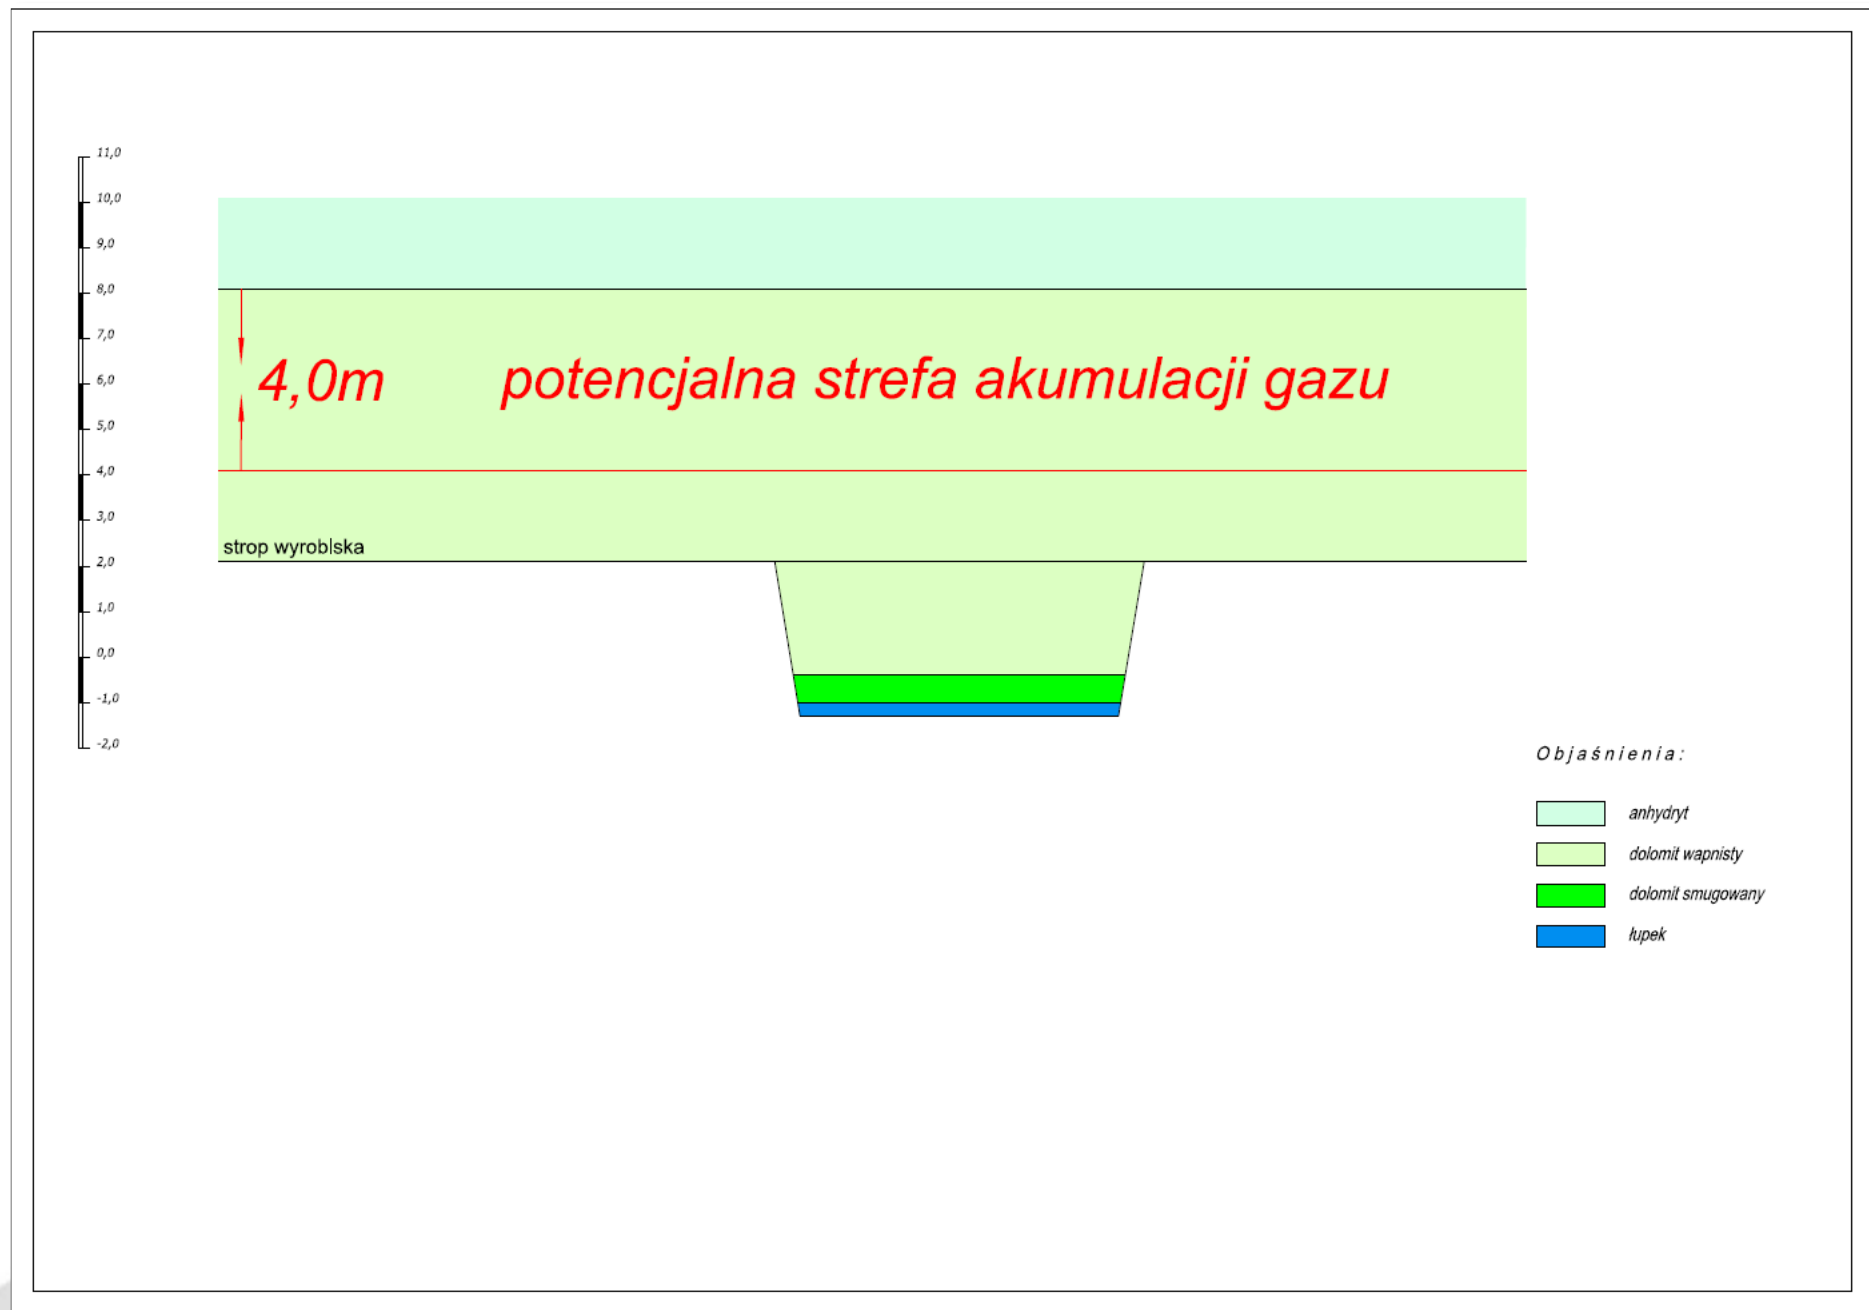 11,0
10,0
9,0
8,0
7,0
6,0
5,0
4,0
3,0
2,0
1,0
0,0
-1,0
-2,0
4,0m potencjalna strefa akumulacji gazu
strop wyrobiska
Objaśnienia:
anhydryt
dolomit wapnisty
dolomit smugowany
łupek